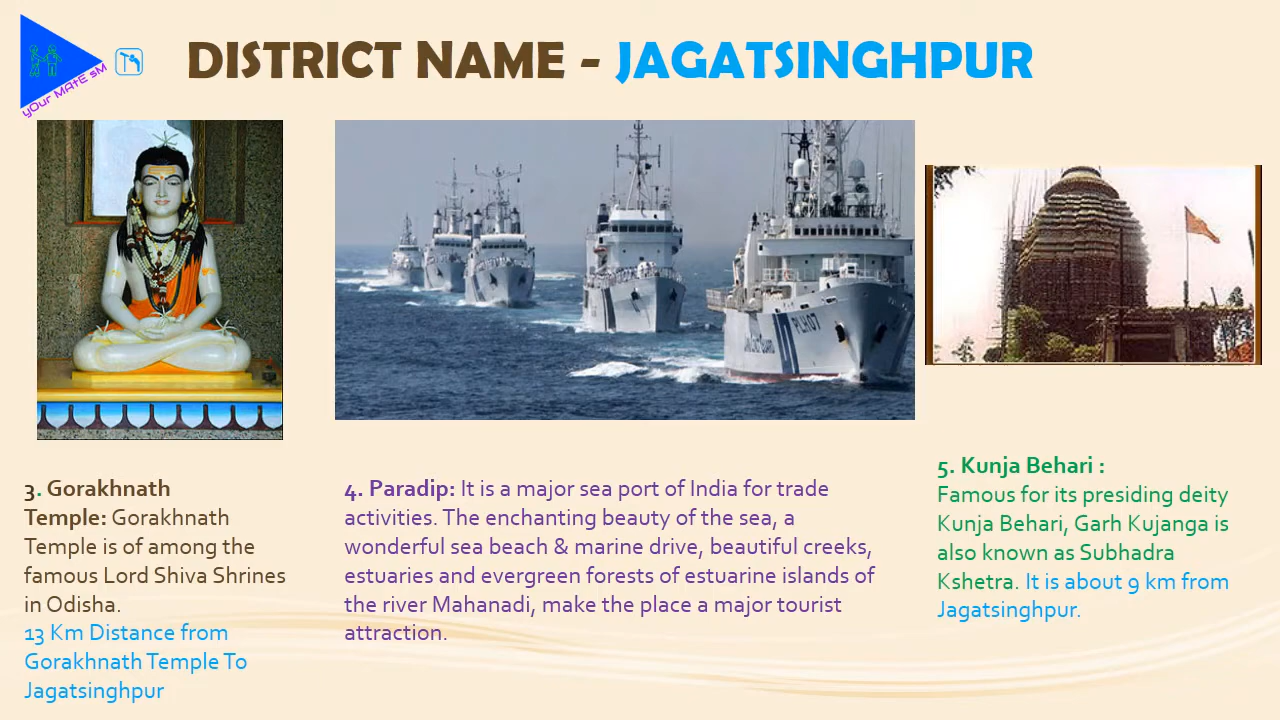 yOur MAtE sM
DISTRICT NAME - JAGATSINGHPUR
PLH07
3. Gorakhnath
Temple: Gorakhnath
Temple is of among the
famous Lord Shiva Shrines
in Odisha.
13 Km Distance from
Gorakhnath Temple To
Jagatsinghpur
4. Paradip: It is a major sea port of India for trade
activities. The enchanting beauty of the sea, a
wonderful sea beach & marine drive, beautiful creeks,
estuaries and evergreen forests of estuarine islands of
the river Mahanadi, make the place a major tourist
attraction.
5. Kunja Behari :
Famous for its presiding deity
Kunja Behari, Garh Kujanga is
also known as Subhadra
Kshetra. It is about 9 km from
Jagatsinghpur.